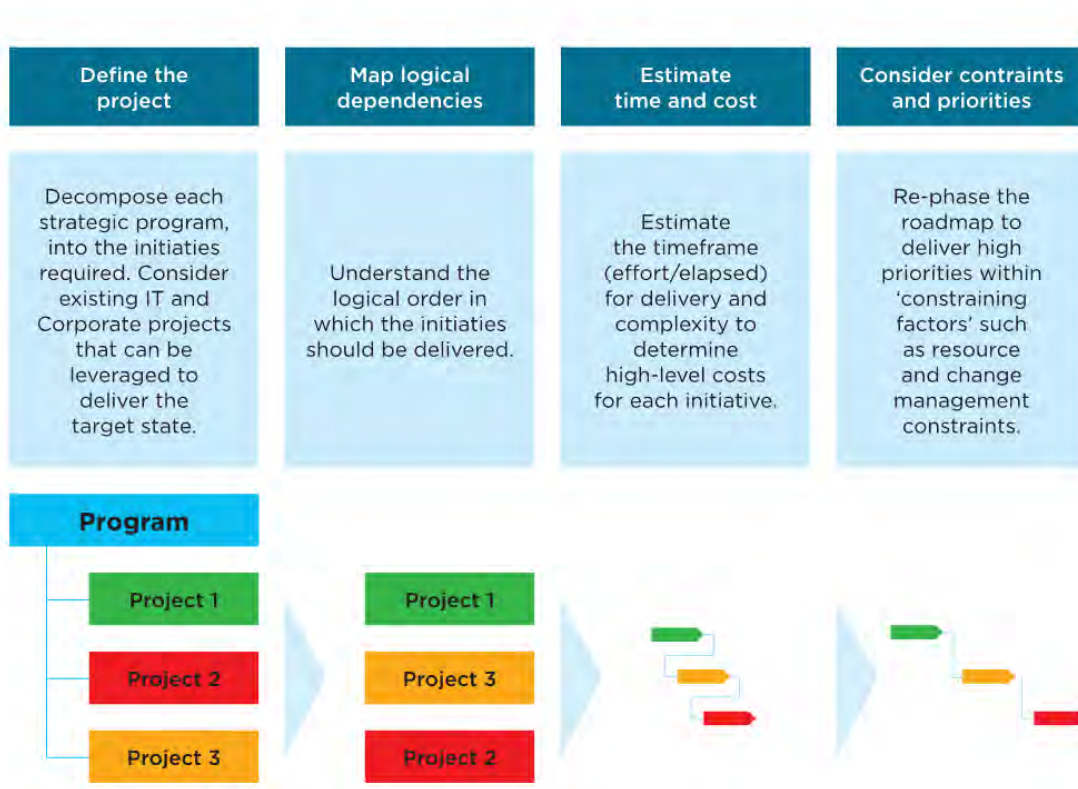 Define the
project
Map logical
dependencies
Estimate
time and cost
Consider contraints
and priorities
Decompose each
strategic program,
into the initiaties
required. Consider
existing IT and
Corporate projects
that can be
leveraged to
deliver the
target state.
Understand the
logical order in
which the initiaties
should be delivered.
Estimate
the timeframe
(effort/elapsed)
for delivery and
complexity to
determine
high-level costs
for each initiative.
Re-phase the
roadmap to
deliver high
priorities within
‘constraining
factors’ such
as resource
and change
management
constraints.
Program
Project 1
Project 2
Project 3
Project 1
Project 3
Project 2